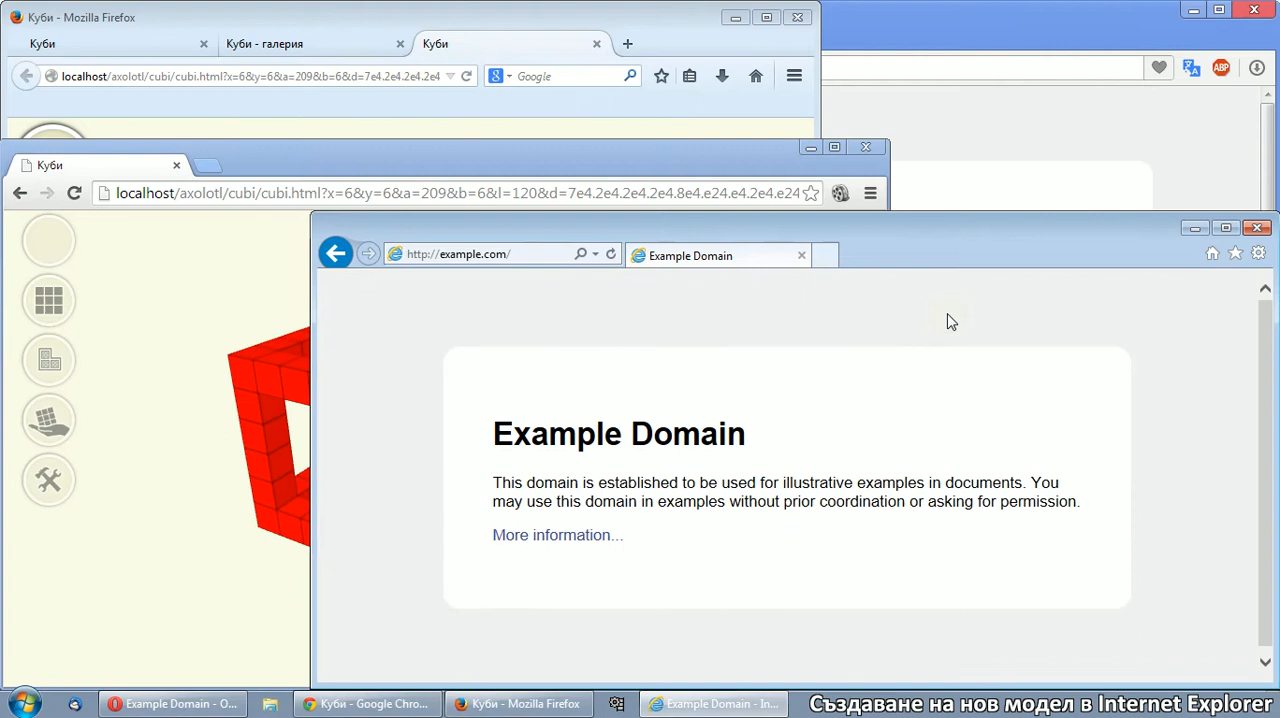 Куби - Mozilla Firefox
Куби
Куби - галерия
Куби
localhost/axolotl/cubi/cubi.html?x=6&y=6&a=209&b=6&d=7e4.2e4.2e4.2e4
Google
ABP
Куби
localhost/axolotl/cubi/cubi.html?x=6&y=6&a=209&b=6&l=120&d=7e4.2e4.2e4.2e4.8e4.e24.e4.2e4.e24
http://example.com/
Example Domain
Example Domain
This domain is established to be used for illustrative examples in documents. You
may use this domain in examples without prior coordination or asking for permission.
More information...
Example Domain - O...
Куби - Google Chro...
Куби - Mozilla Firefox
Example Domain - In...
Създаване на нов модел в Internet Explorer